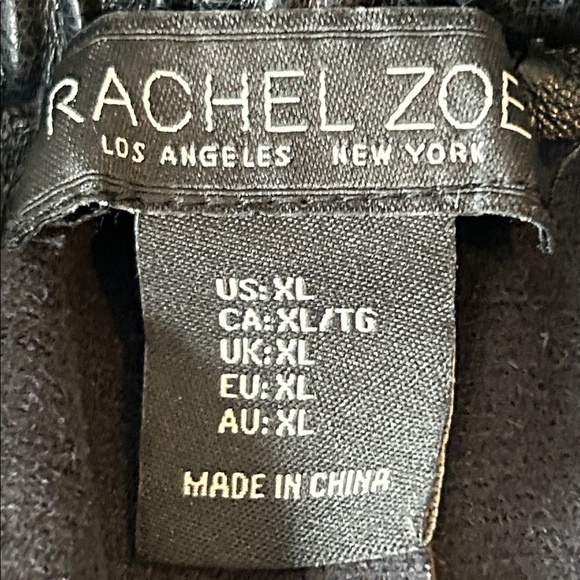 RACHEL ZOE
LOS ANGELES NEW YORK
US: XL
CA: XL/TG
UK: XL
EU: XL
AU: XL
MADE IN CHINA